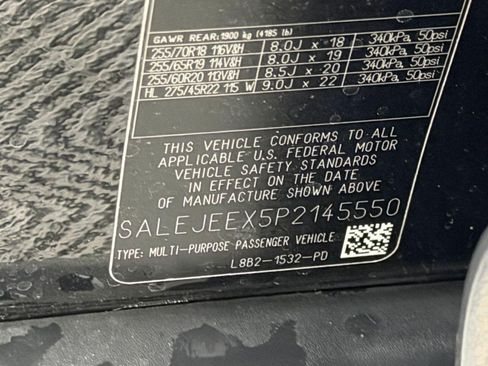 GAWR REAR: 1900 kg (4185 lb)
255/70R18 116V&H 8.0J x 18 340kPa, 50psi
255/65R19 114V&H 8.0J x 19 340kPa, 50psi
255/60R20 113V&H 8.5J x 20 340kPa, 50psi
HL 275/45R22 115 W 9.0J x 22 340kPa, 50psi
THIS VEHICLE CONFORMS TO ALL
APPLICABLE U.S. FEDERAL MOTOR
VEHICLE SAFETY STANDARDS
IN EFFECT ON THE DATE
OF MANUFACTURE SHOWN ABOVE
SALEJEEX5P2145550
TYPE: MULTI-PURPOSE PASSENGER VEHICLE
L8B2-1532-PD